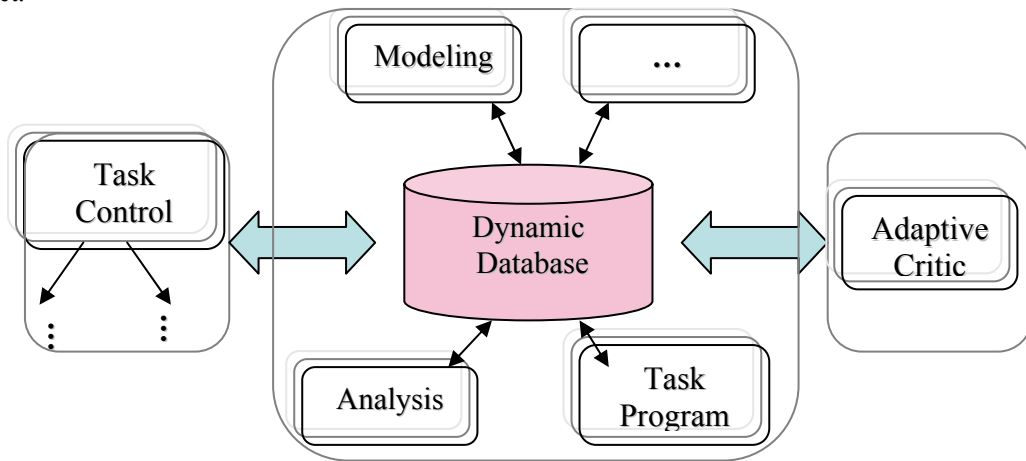 Modeling
...
Task
Control
Dynamic
Database
Adaptive
Critic
...
...
Analysis
Task
Program